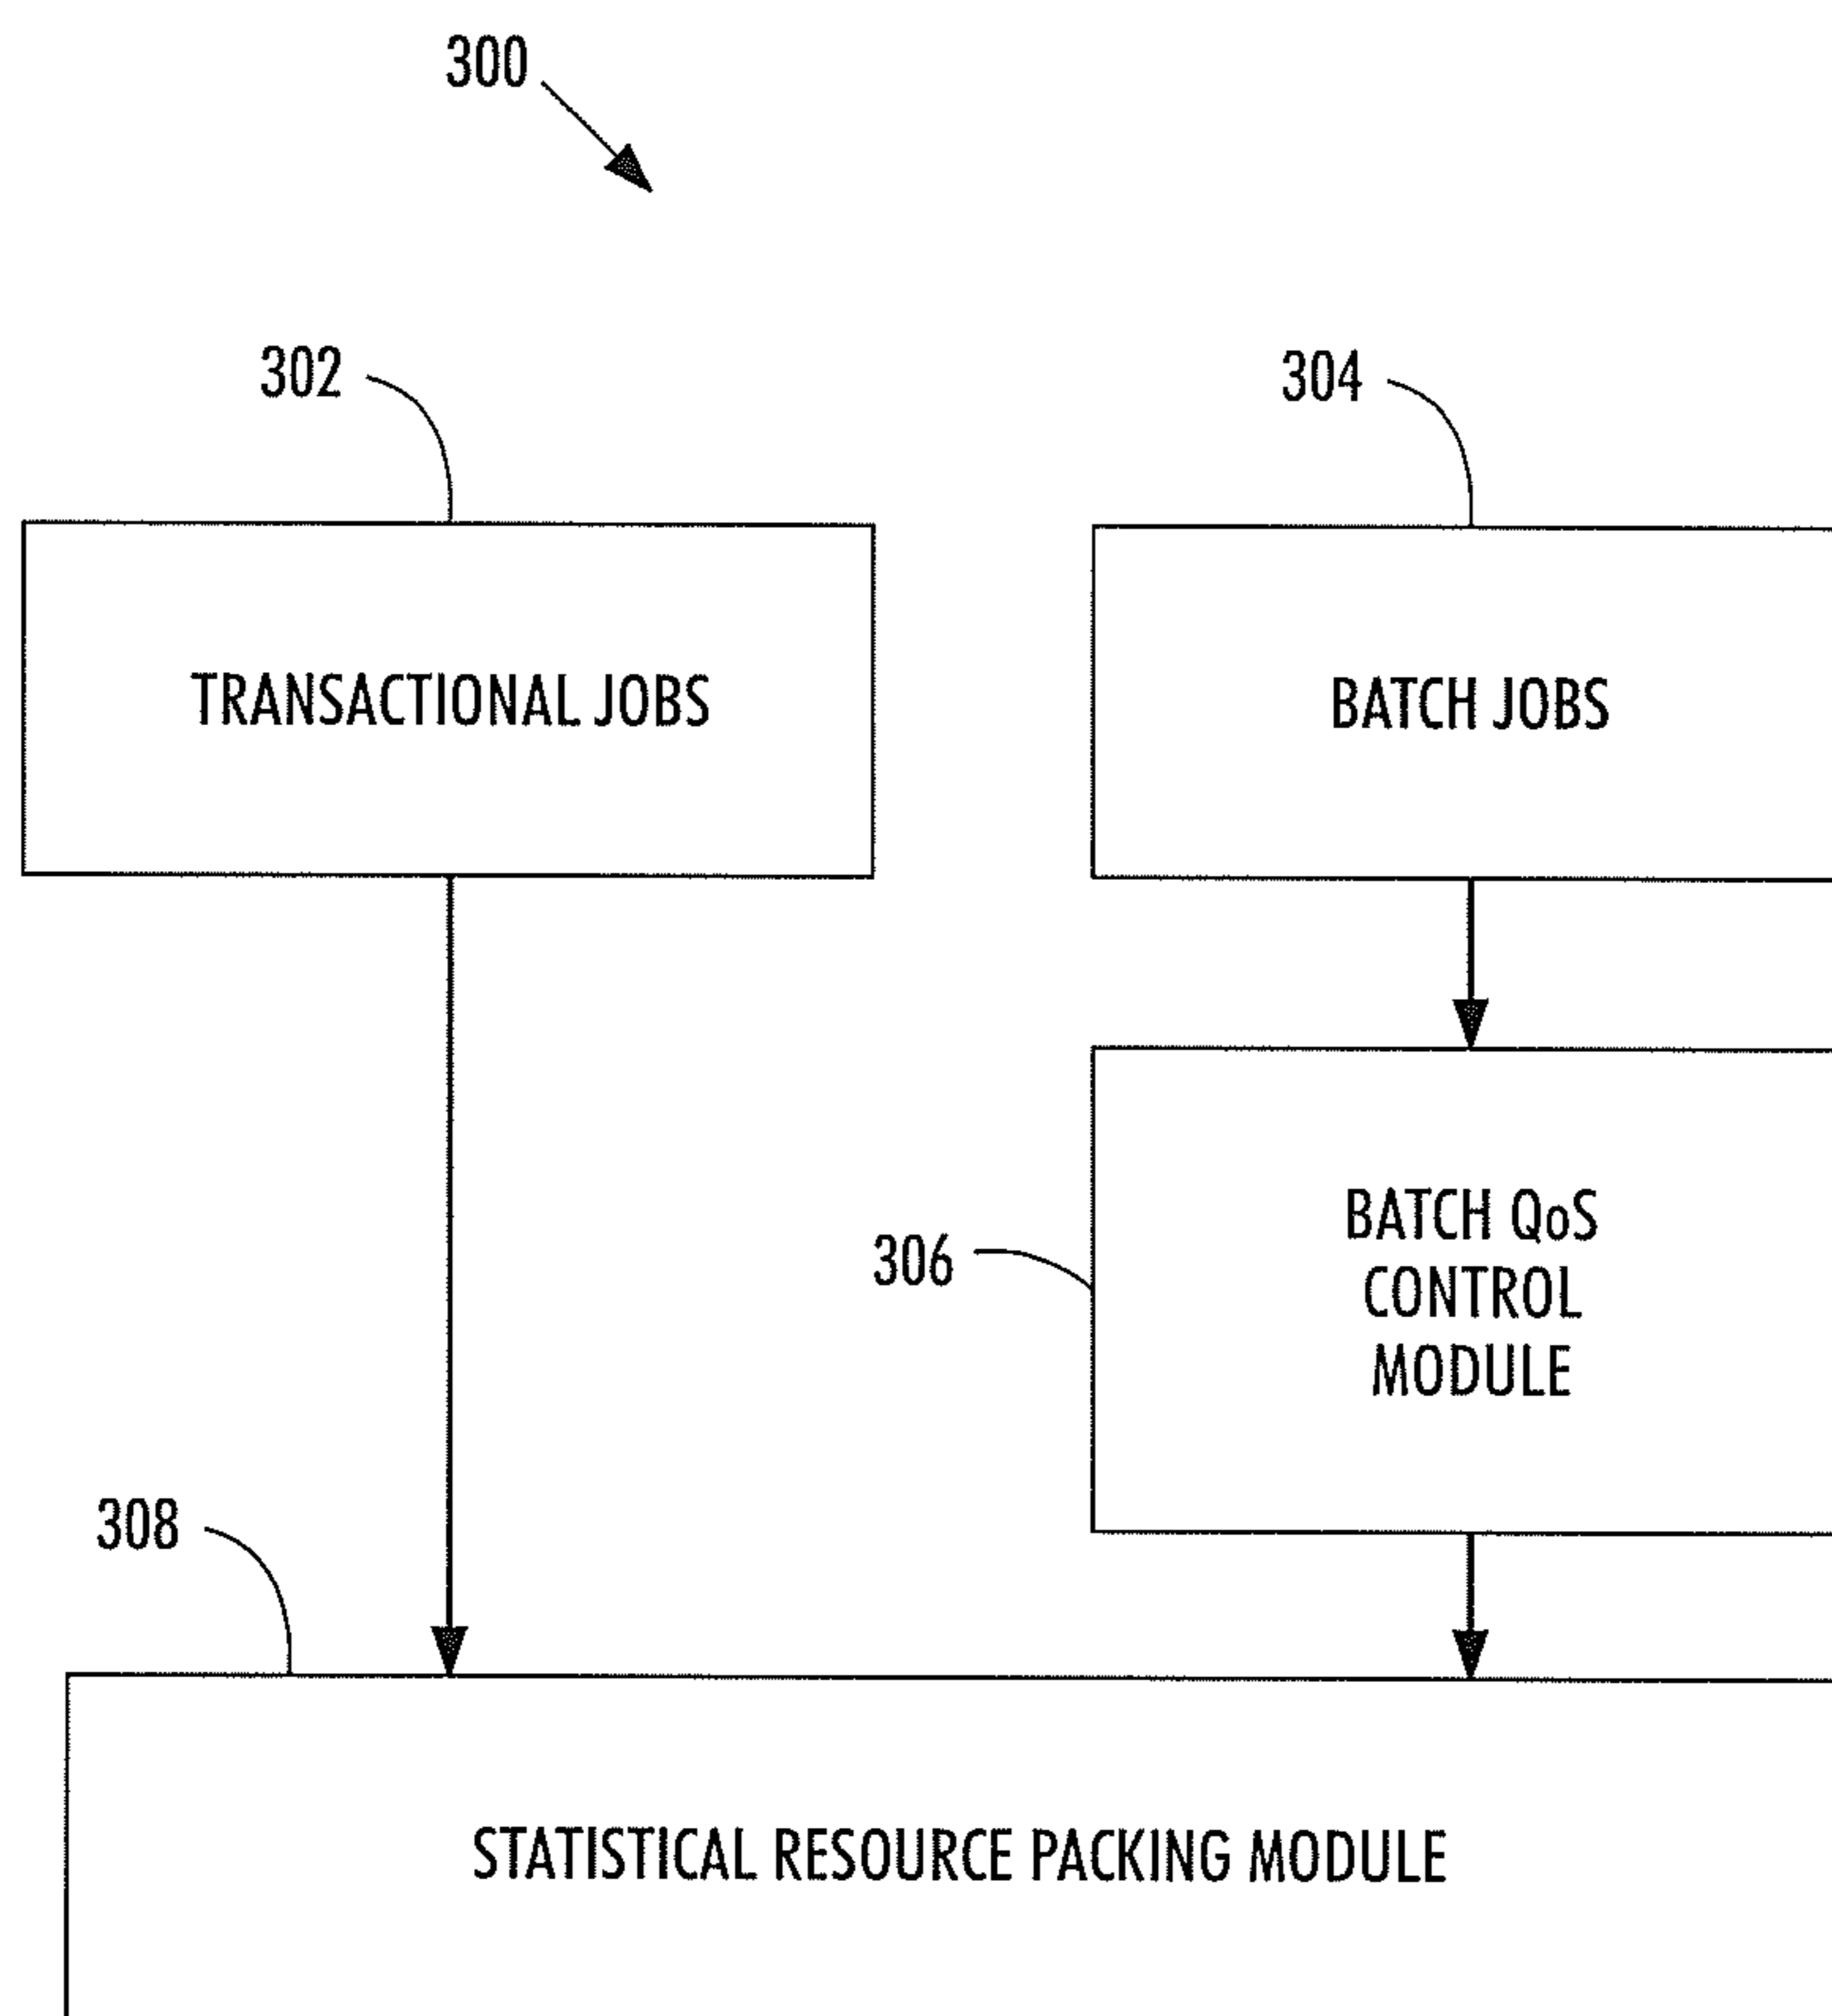 300
302
304
TRANSACTIONAL JOBS
BATCH JOBS
306
BATCH QoS
CONTROL
MODULE
308
STATISTICAL RESOURCE PACKING MODULE